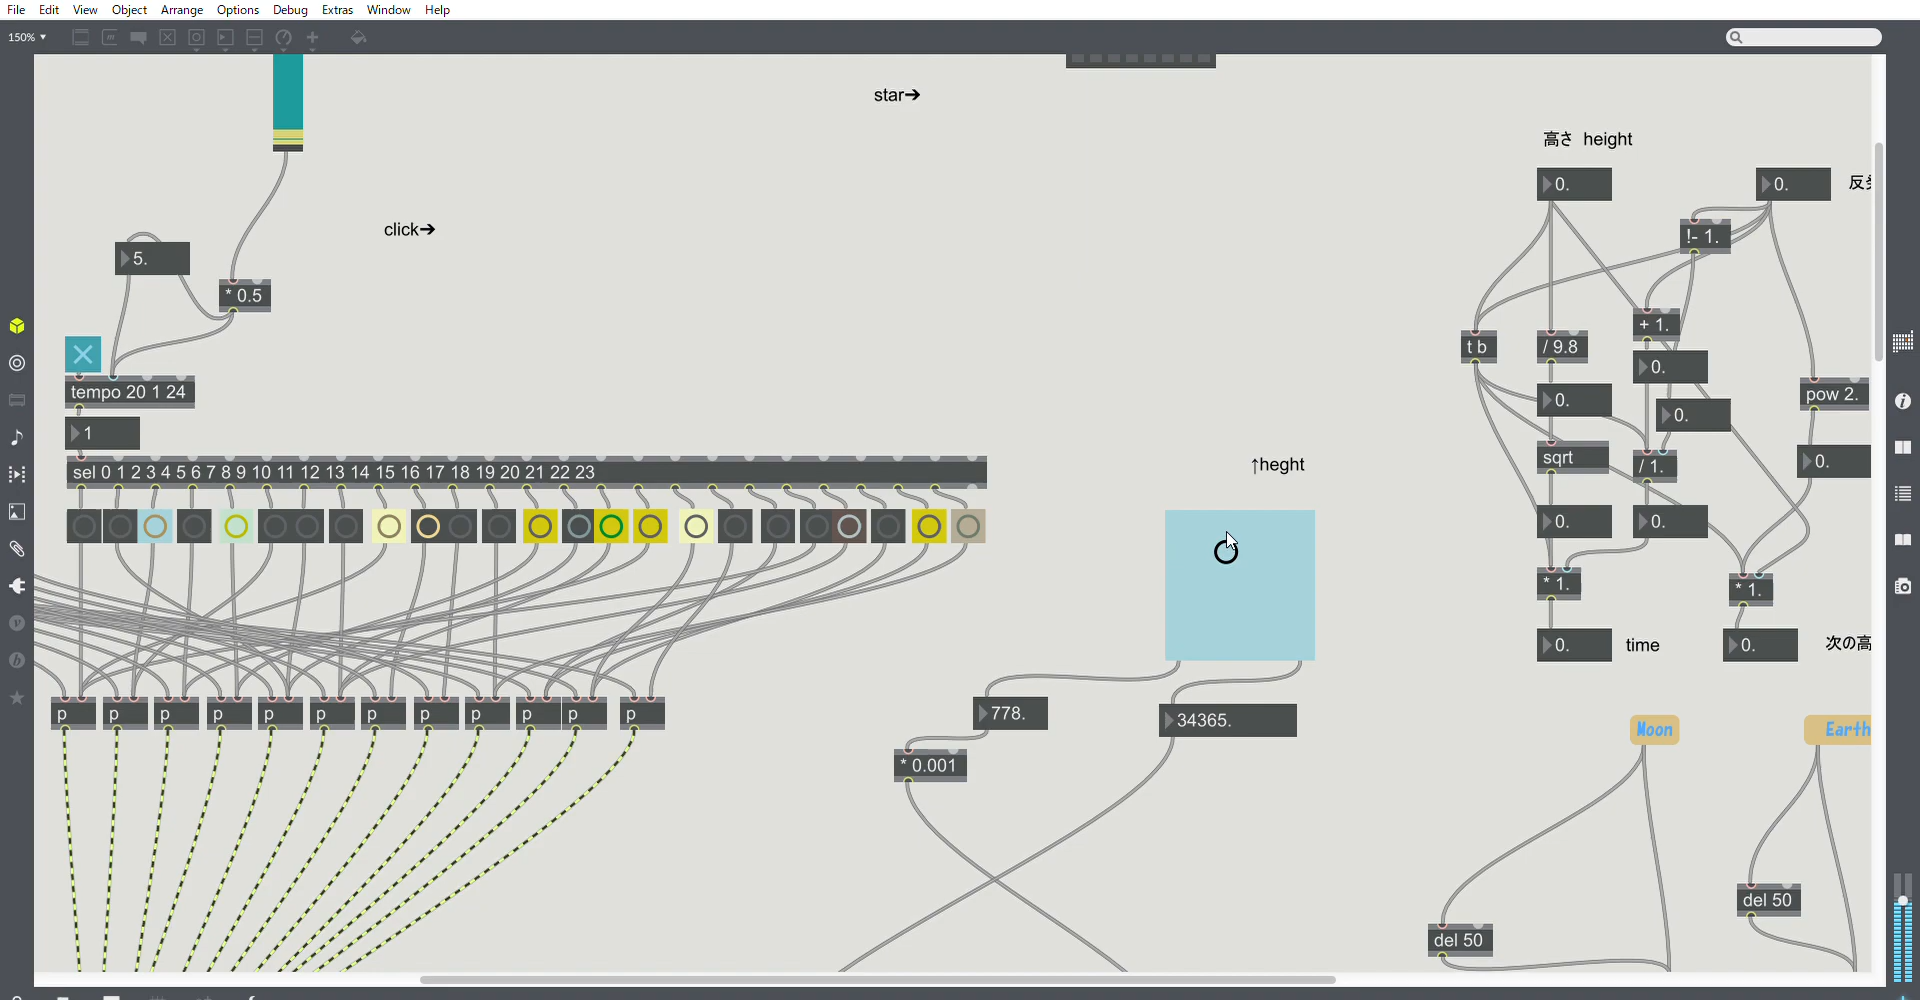 File Edit View Object Arrange Options Debug Extras Window Help
150%
star➔
高さ height
0.
0.
click➔
5.
!- 1.
* 0.5
+ 1.
t b
/ 9.8
0.
tempo 20 1 24
0.
0.
pow 2.
1
sel 0 1 2 3 4 5 6 7 8 9 10 11 12 13 14 15 16 17 18 19 20 21 22 23
↑heght
sqrt
/ 1.
0.
0.
0.
* 1.
* 1.
0.
time
0.
次の高
p p p p p p p p p p p p
778.
34365.
Moon
Earth
* 0.001
del 50
del 50